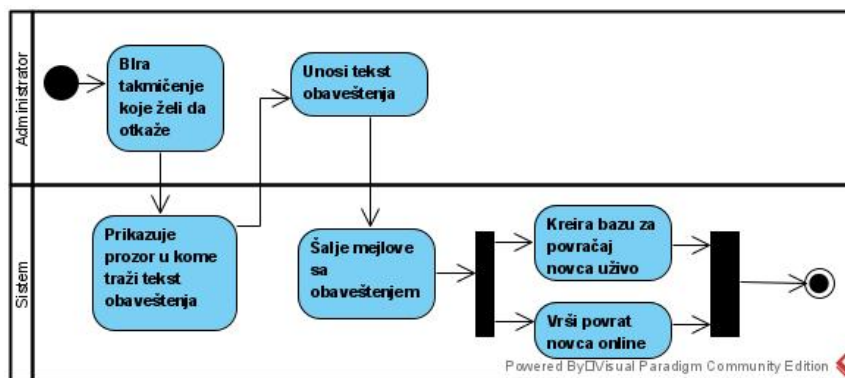 Administrator
BIra
takmičenje
koje želi da
otkaže
Unosi tekst
obaveštenja
Sistem
Prikazuje
prozor u kome
traži tekst
obaveštenja
Šalje mejlove
sa
obaveštenjem
Kreira bazu za
povračaj
novca uživo
Vrši povrat
novca online
Powered By□Visual Paradigm Community Edition